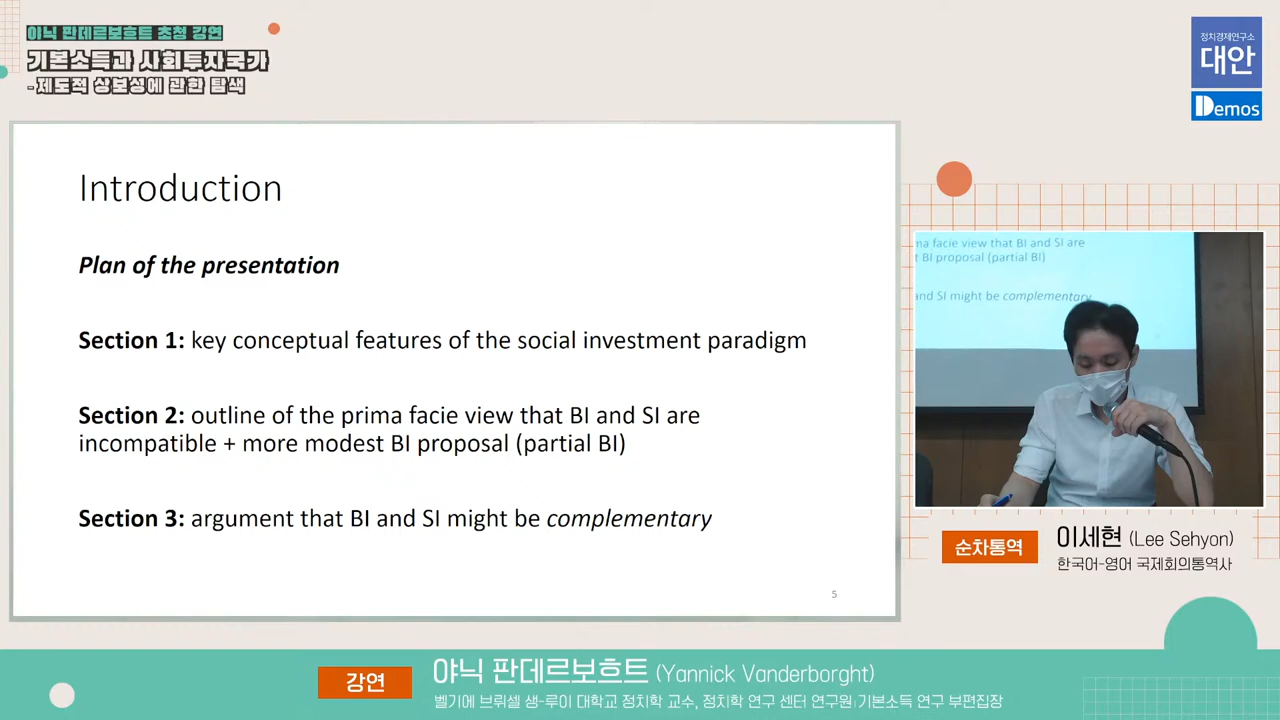 야닉 판데르보흐트 초청 강연
기본소득과 사회투자국가
- 제도적 상보성에 관한 탐색
정치경제연구소
대안
Demos
Introduction
Plan of the presentation
Section 1: key conceptual features of the social investment paradigm
Section 2: outline of the prima facie view that BI and SI are
incompatible + more modest BI proposal (partial BI)
Section 3: argument that BI and SI might be complementary
5
ma facie view that BI and SI are
t BI proposal (partial BI)
and SI might be complementary
순차통역
이세현 (Lee Sehyon)
한국어-영어 국제회의통역사
강연
야닉 판데르보흐트 (Yannick Vanderborght)
벨기에 브뤼셀 생-루이 대학교 정치학 교수, 정치학 연구 센터 연구원, 기본소득 연구 부편집장